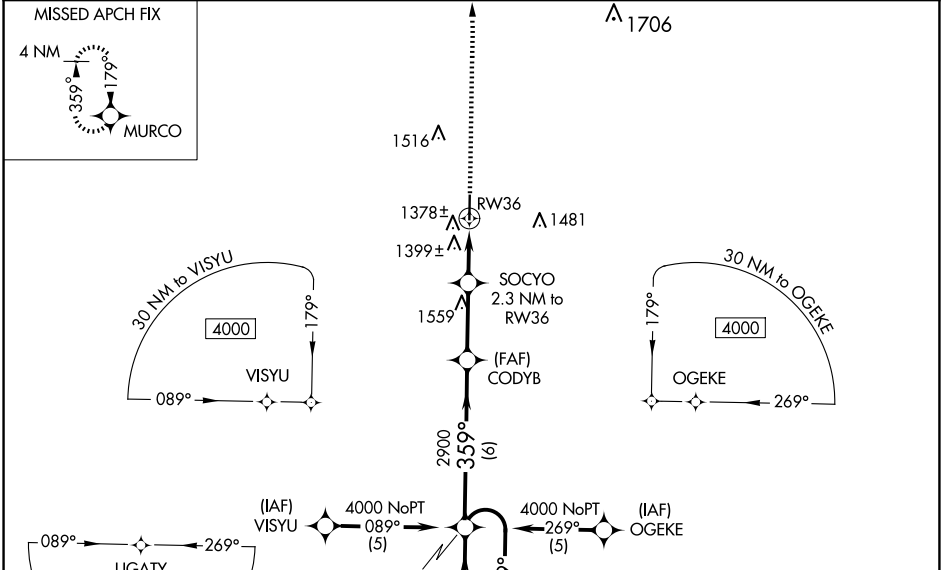 MISSED APCH FIX
4 NM
359°
179°
MURCO
1706
1516
RW36
1378±
1481
1399±
SOCYO
2.3 NM to
RW36
1559
(FAF)
CODYB
30 NM to VISYU
4000
179°
VISYU
089°
30 NM to OGEKE
179°
4000
OGEKE
269°
2900
359°
(6)
(IAF)
VISYU
4000 NoPT
089°
(5)
4000 NoPT
269°
(5)
(IAF)
OGEKE
089°
269°